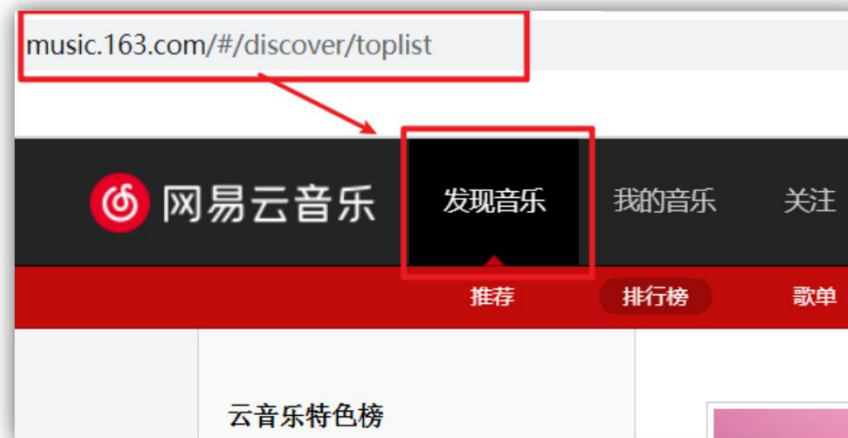 music.163.com/#/discover/toplist
网易云音乐 发现音乐 我的音乐 关注
推荐 排行榜 歌单
云音乐特色榜